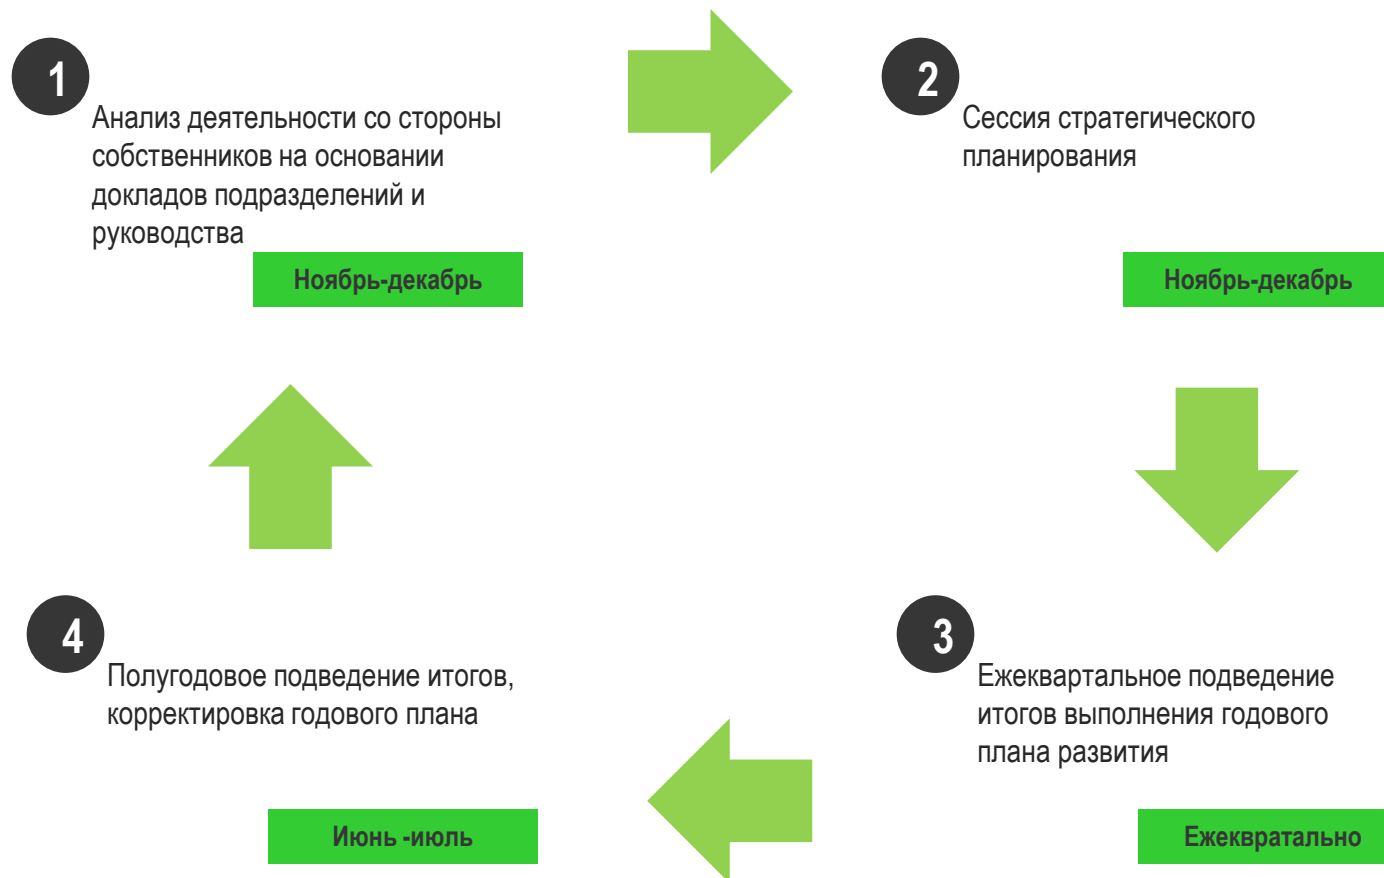 1
Анализ деятельности со стороны
собственников на основании
докладов подразделений и
руководства
Ноябрь-декабрь
2
Сессия стратегического
планирования
Ноябрь-декабрь
4
Полугодовое подведение итогов,
корректировка годового плана
Июнь -июль
3
Ежеквартальное подведение
итогов выполнения годового
плана развития
Ежеквратально